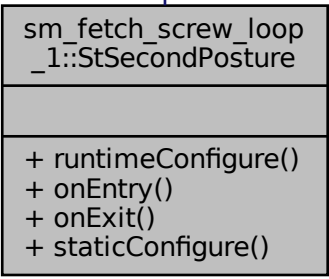 sm_fetch_screw_loop
_1::StSecondPosture
+ runtimeConfigure()
+ onEntry()
+ onExit()
+ staticConfigure()